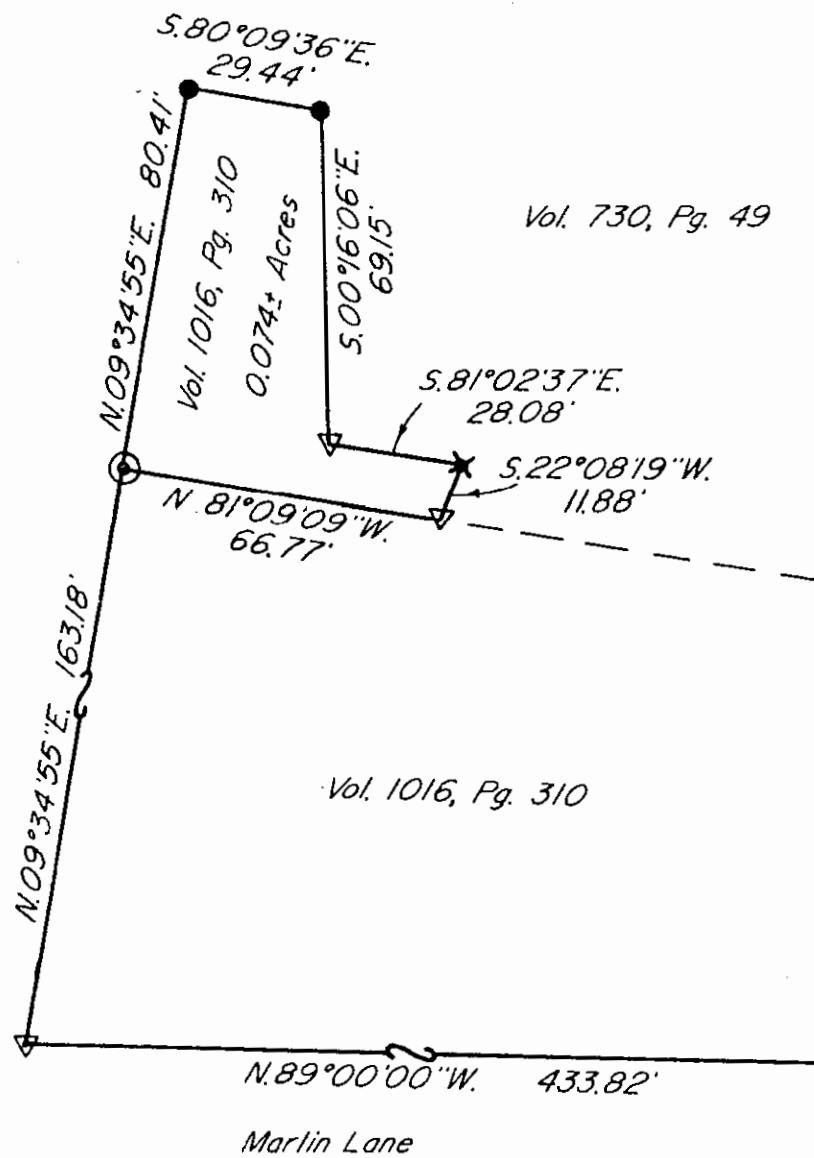 S.80°09'36"E.
29.44'
N.09°34'55"E. 80.41'
Vol. 1016, Pg. 310
0.074± Acres
S.00°16'06"E.
69.15'
Vol. 730, Pg. 49
S.81°02'37"E.
28.08'
S.22°08'19"W.
11.88'
N 81°09'09"W.
66.77'
N.09°34'55"E. 163.18'
Vol. 1016, Pg. 310
N.89°00'00"W. 433.82'
Marlin Lane